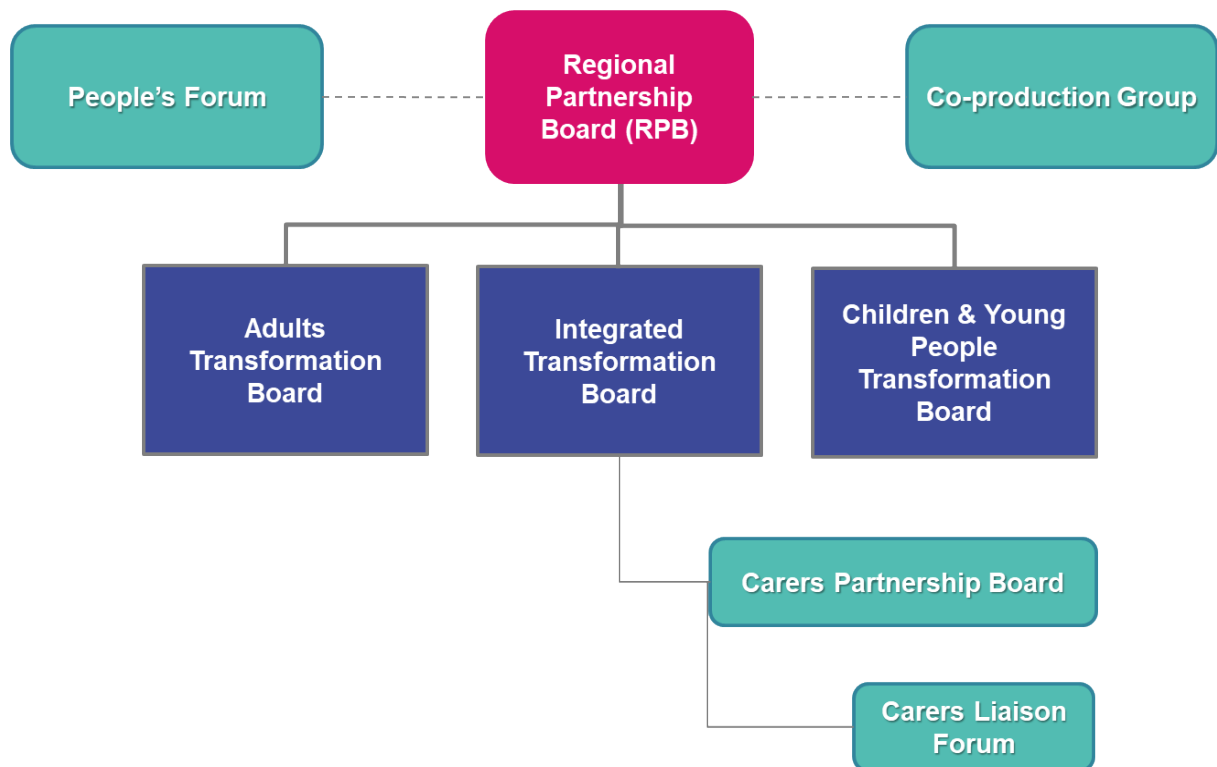 People’s Forum
Regional
Partnership
Board (RPB)
Co-production Group
Adults
Transformation
Board
Integrated
Transformation
Board
Children & Young
People
Transformation
Board
Carers Partnership Board
Carers Liaison
Forum